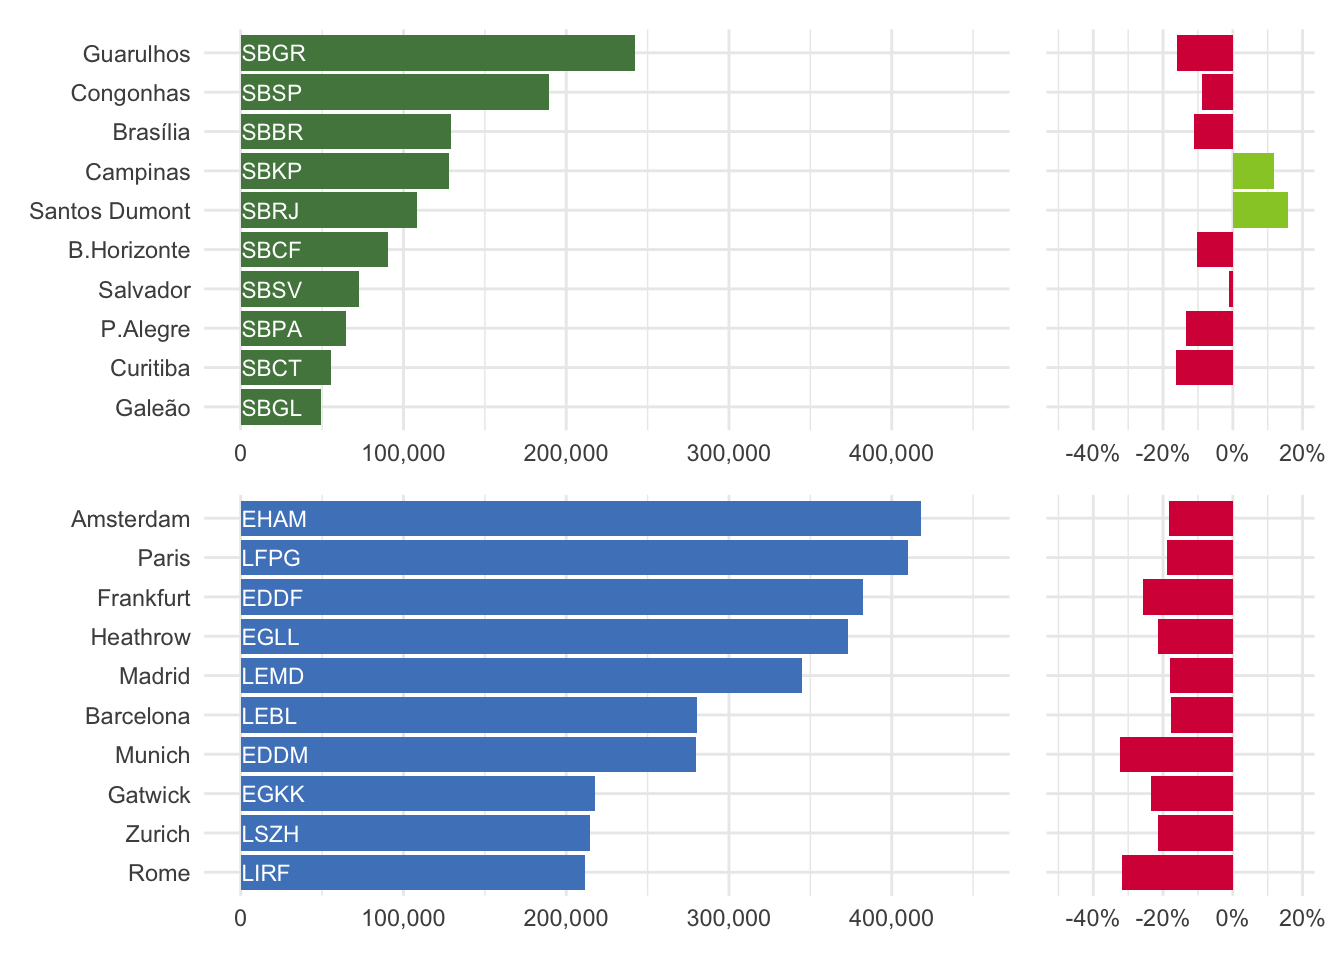 Guarulhos SBGR
Congonhas SBSP
Brasília SBBR
Campinas SBKP
Santos Dumont SBRJ
B.Horizonte SBCF
Salvador SBSV
P.Alegre SBPA
Curitiba SBCT
Galeão SBGL
0 100,000 200,000 300,000 400,000 -40% -20% 0% 20%
Amsterdam EHAM
Paris LFPG
Frankfurt EDDF
Heathrow EGLL
Madrid LEMD
Barcelona LEBL
Munich EDDM
Gatwick EGKK
Zurich LSZH
Rome LIRF
0 100,000 200,000 300,000 400,000 -40% -20% 0% 20%